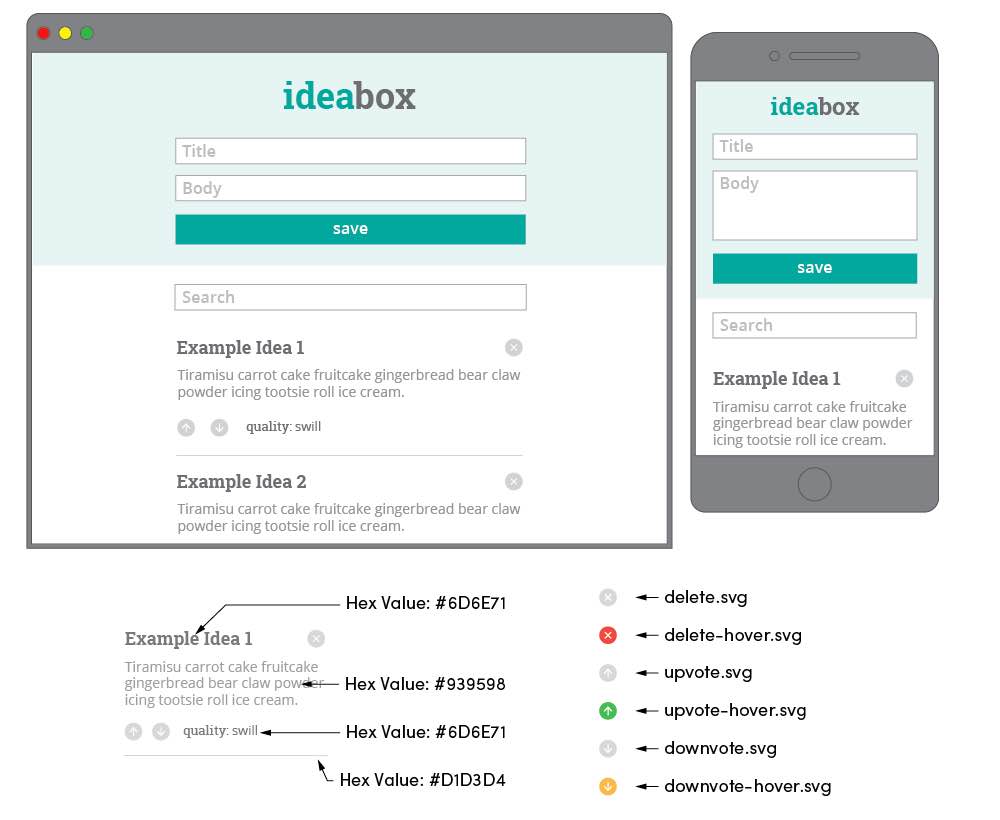 ideabox
Title
Body
save
Search
Example Idea 1
Tiramisu carrot cake fruitcake gingerbread bear claw
powder icing tootsie roll ice cream.
quality: swill
Example Idea 2
Tiramisu carrot cake fruitcake gingerbread bear claw
powder icing tootsie roll ice cream.
ideabox
Title
Body
save
Search
Example Idea 1
Tiramisu carrot cake fruitcake
gingerbread bear claw powder
icing tootsie roll ice cream.
Hex Value: #6D6E71
Example Idea 1
Tiramisu carrot cake fruitcake
gingerbread bear claw powder
icing tootsie roll ice cream.
Hex Value: #939598
quality: swill
Hex Value: #6D6E71
Hex Value: #D1D3D4
delete.svg
delete-hover.svg
upvote.svg
upvote-hover.svg
downvote.svg
downvote-hover.svg